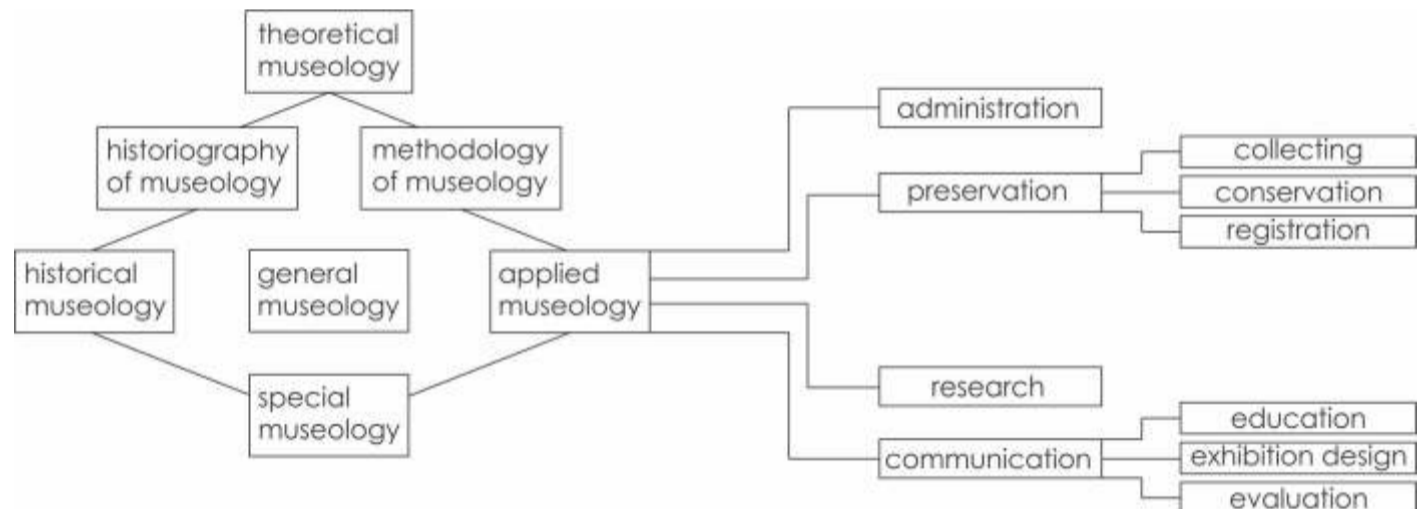 theoretical
museology
historiography
of museology
methodology
of museology
historical
museology
general
museology
applied
museology
special
museology
administration
preservation
collecting
conservation
registration
research
communication
education
exhibition design
evaluation